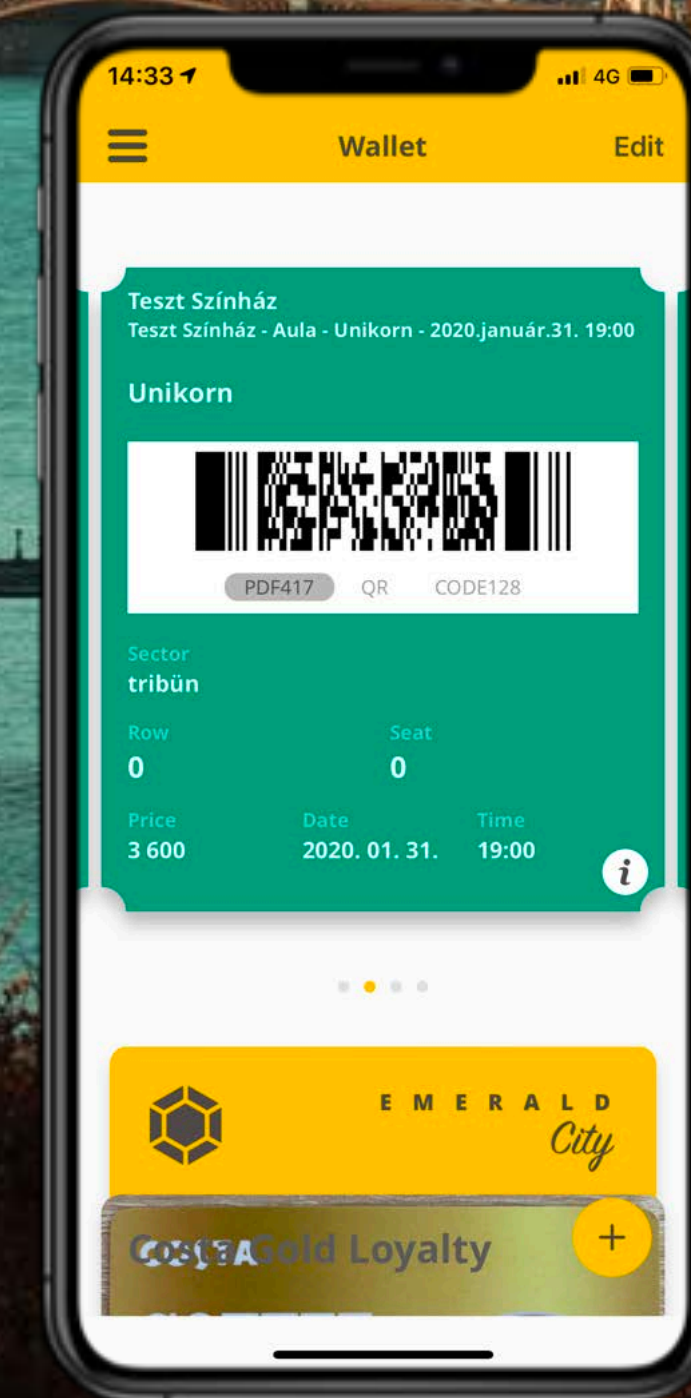 14:33
4G
Wallet
Edit
Teszt Színház
Teszt Színház - Aula - Unikorn - 2020.január.31. 19:00
Unikorn
PDF417 QR CODE128
Sector
tribün
Row Seat
0 0
Price Date Time
3 600 2020. 01. 31. 19:00
i
EMERALD
City
Costa Gold Loyalty
COSTA
+